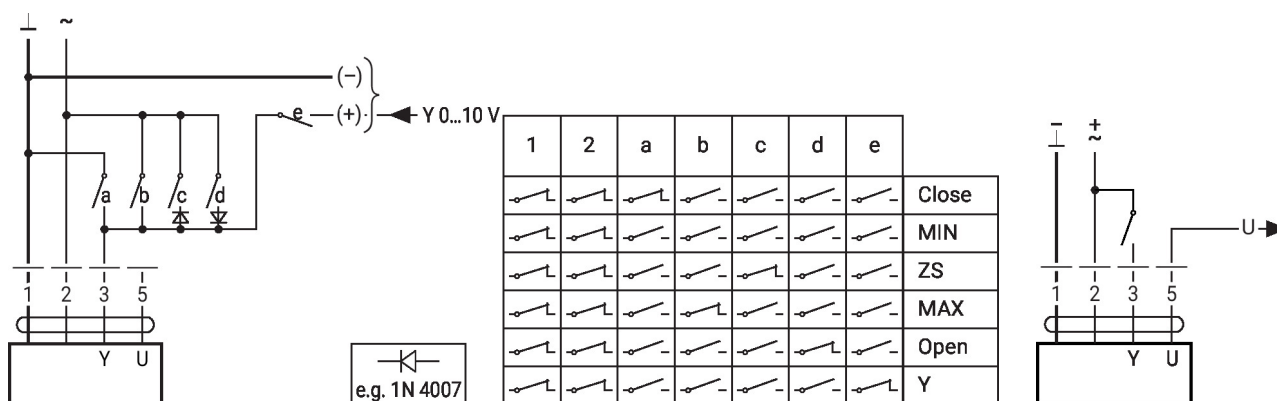 ⊥ ~
(−)
e (+) Y 0...10 V
a b c d
1 2 3 5
Y U
e.g. 1N 4007
1 2 a b c d e
Close
MIN
ZS
MAX
Open
Y
− +
⊥ ~
U
1 2 3 5
Y U